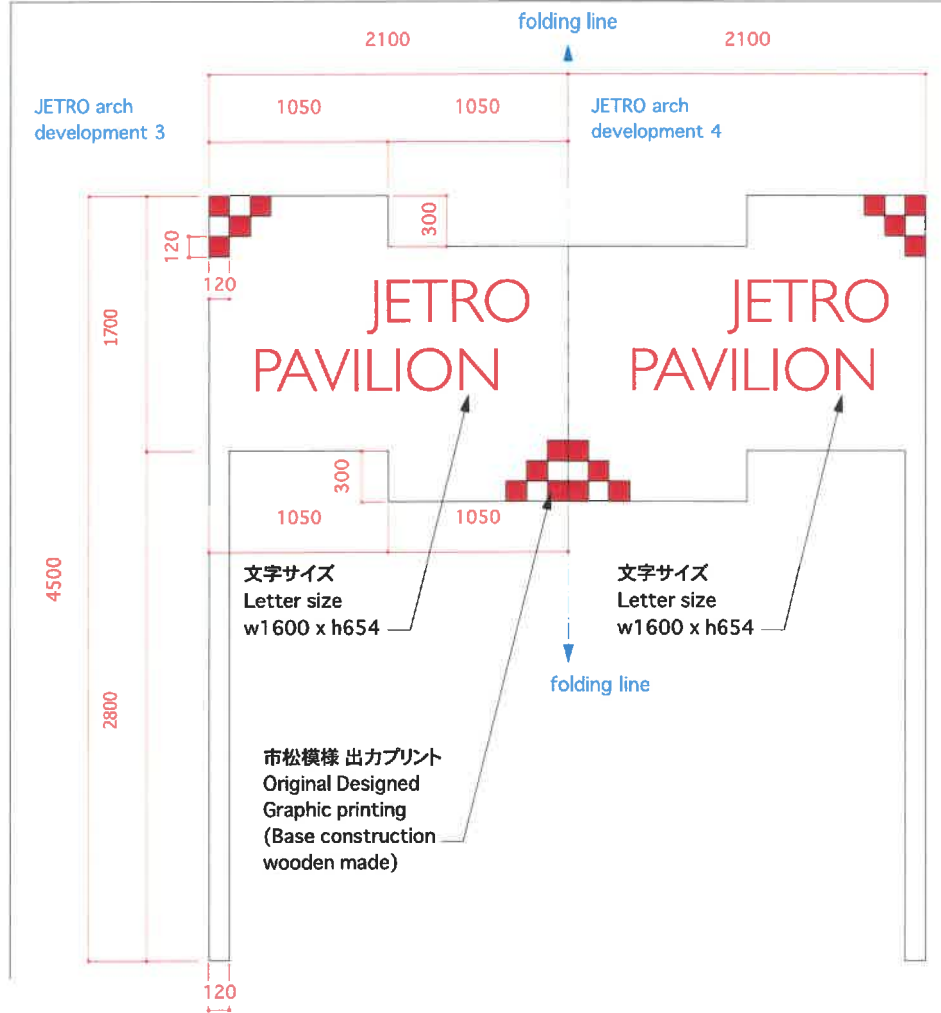 folding line
2100
2100
JETRO arch
development 3
1050
1050
JETRO arch
development 4
300
120
120
1700
JETRO
PAVILION
JETRO
PAVILION
300
1050
1050
4500
文字サイズ
Letter size
w1600 x h654
文字サイズ
Letter size
w1600 x h654
folding line
2800
市松模様 出力プリント
Original Designed
Graphic printing
(Base construction
wooden made)
120